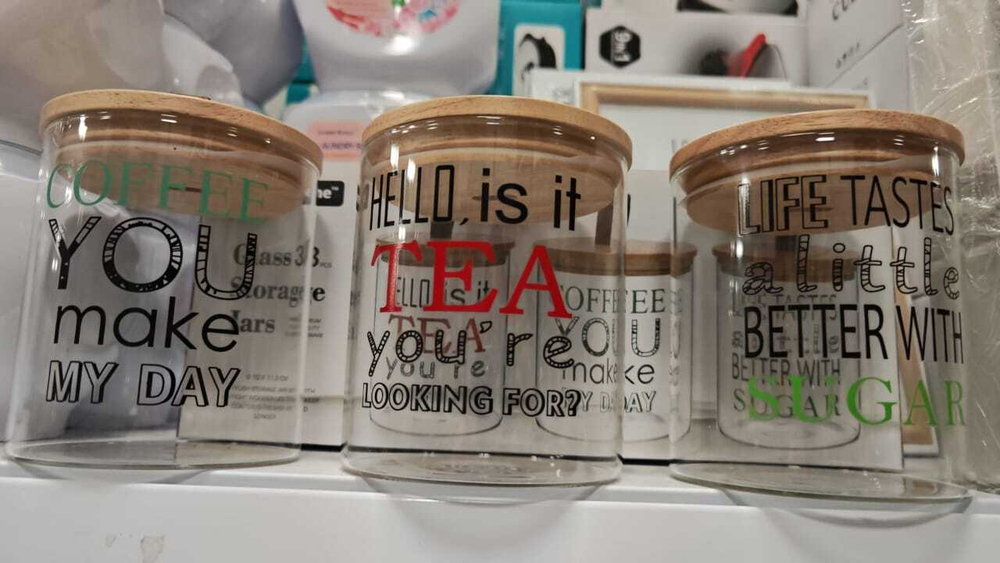 COFFEE
YOU
make
MY DAY
HELLO, is it
TEA
you're
LOOKING FOR?
LIFE TASTES
a little
BETTER WITH
SUGAR
Glass 3
Storage
Jars
9in1